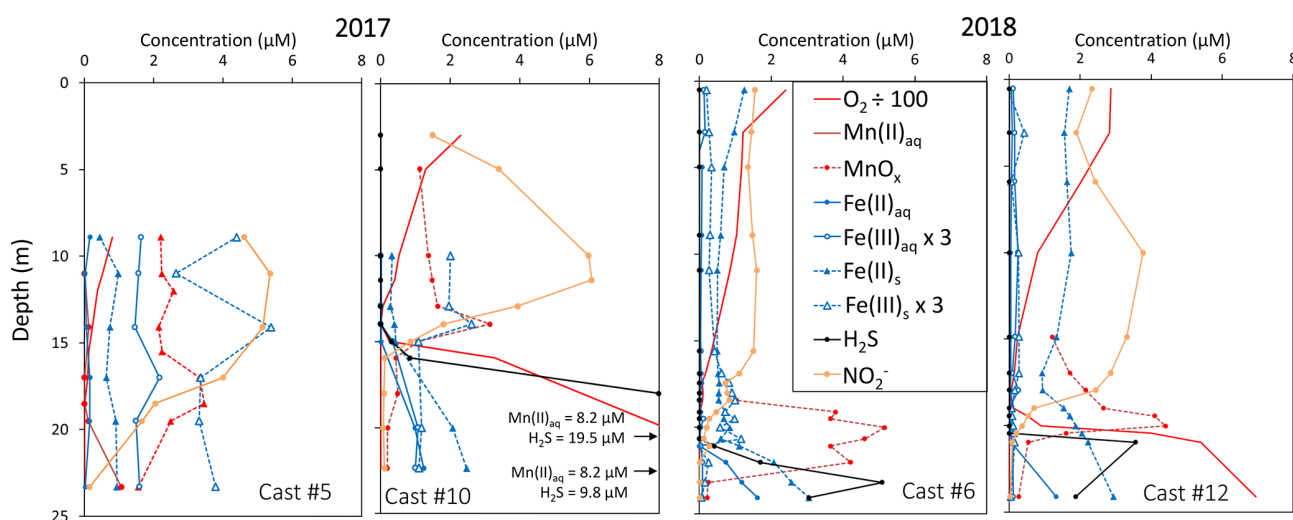 2017
2018
Concentration (µM)
Concentration (µM)
Concentration (µM)
Concentration (µM)
0 2 4 6 8
0 2 4 6 8
0 2 4 6 8
0 2 4 6 8
Depth (m)
0
5
10
15
20
25
O₂ ÷ 100
Mn(II)aq
MnOx
Fe(II)aq
Fe(III)aq x 3
Fe(II)s
Fe(III)s x 3
H₂S
NO₂⁻
Mn(II)aq = 8.2 µM
H₂S = 19.5 µM
Mn(II)aq = 8.2 µM
H₂S = 9.8 µM
Cast #5
Cast #10
Cast #6
Cast #12